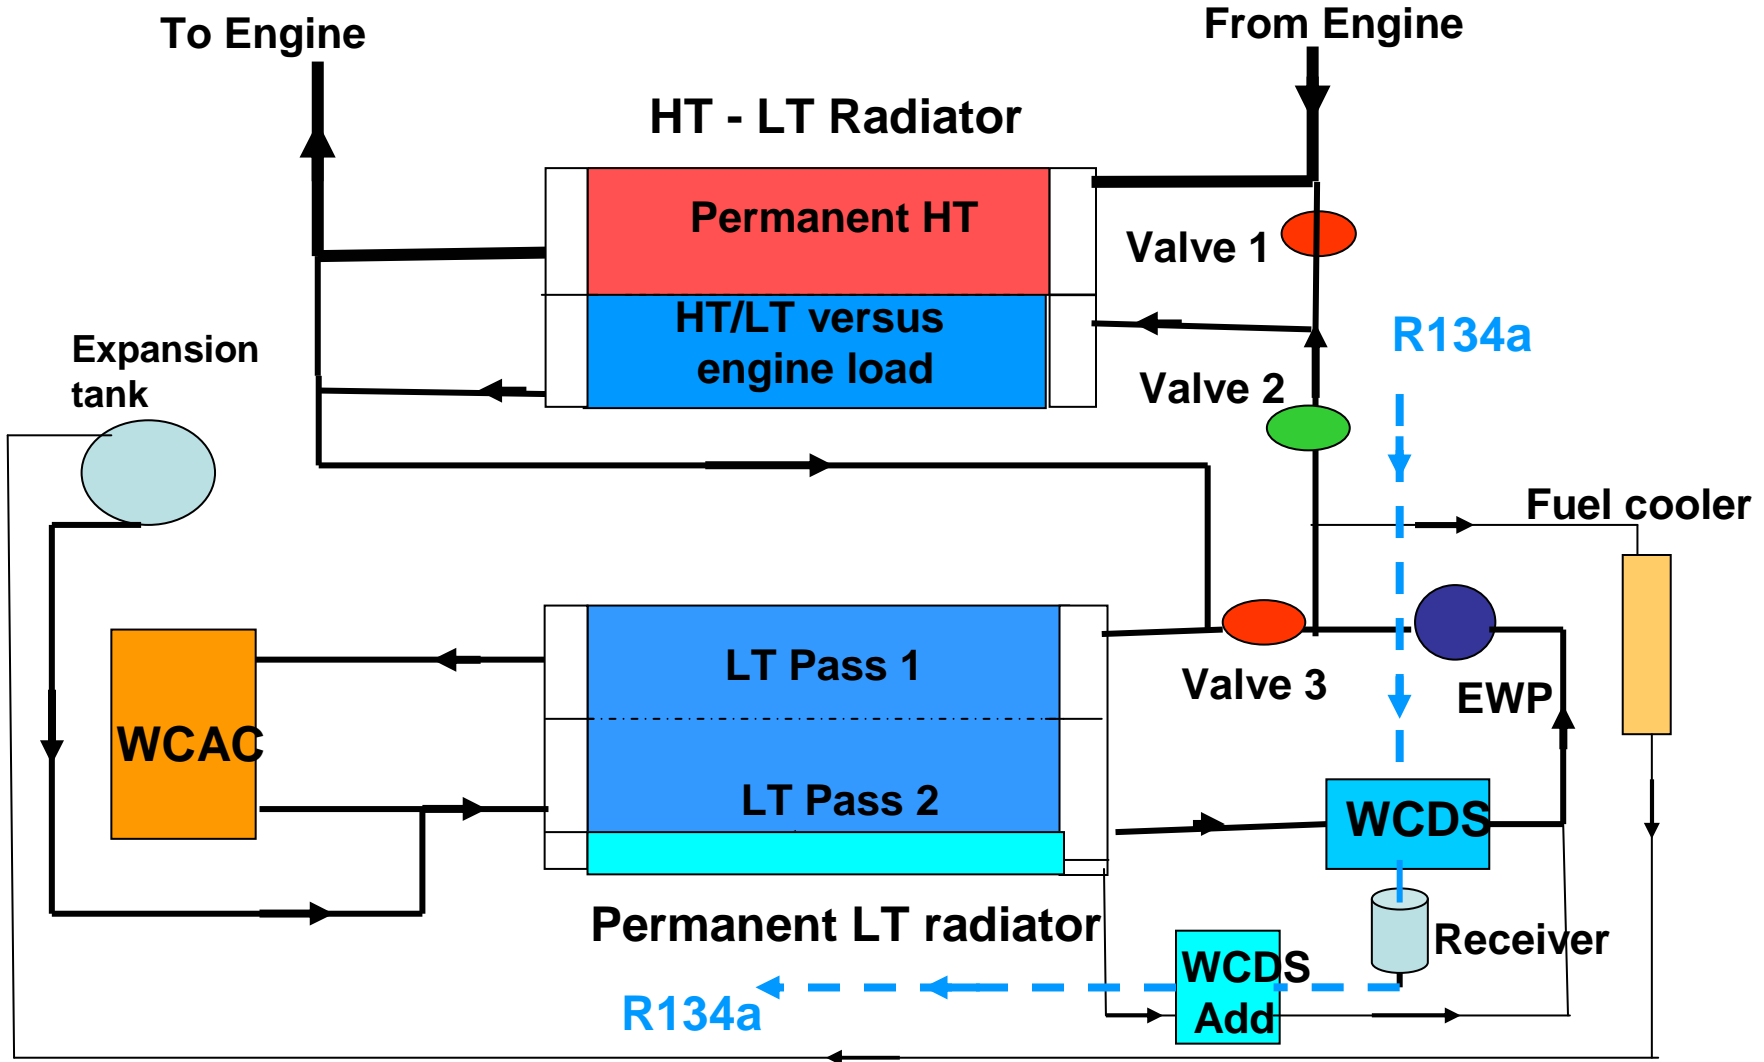 To Engine
From Engine
HT - LT Radiator
Permanent HT
Valve 1
HT/LT versus
engine load
R134a
Expansion
tank
Valve 2
Fuel cooler
LT Pass 1
Valve 3
EWP
WCAC
LT Pass 2
WCDS
Permanent LT radiator
Receiver
WCDS
Add
R134a